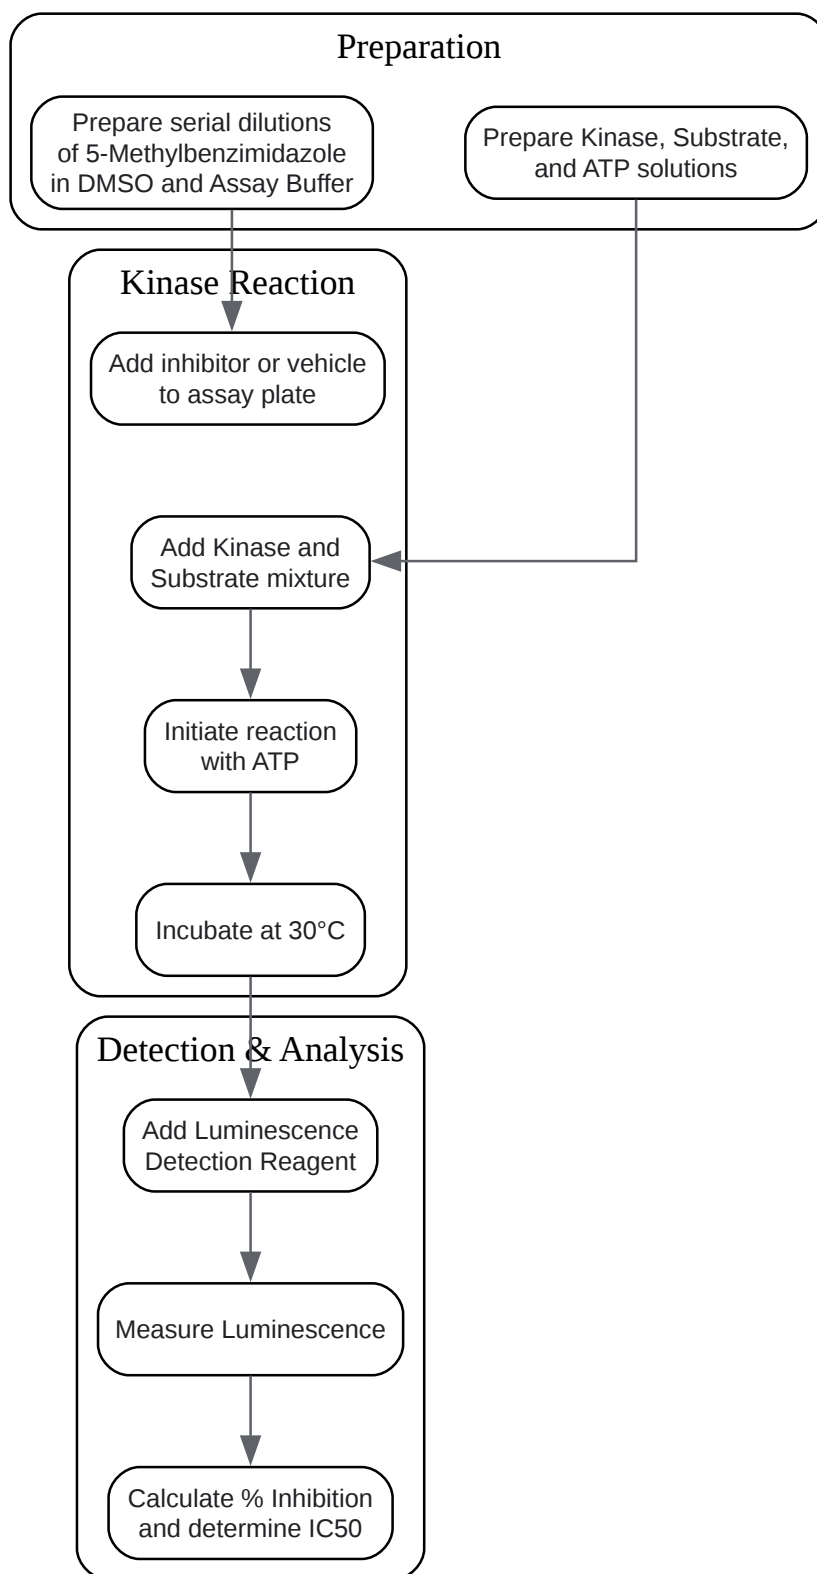 Preparation
Prepare serial dilutions
of 5-Methylbenzimidazole
in DMSO and Assay Buffer
Prepare Kinase, Substrate,
and ATP solutions
Kinase Reaction
Add inhibitor or vehicle
to assay plate
Add Kinase and
Substrate mixture
Initiate reaction
with ATP
Incubate at 30°C
Detection & Analysis
Add Luminescence
Detection Reagent
Measure Luminescence
Calculate % Inhibition
and determine IC50